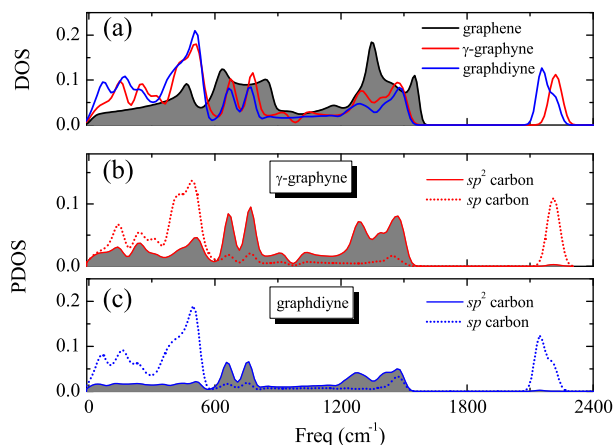 (a)
graphene
γ-graphyne
graphdiyne
DOS
0.2
0.1
0.0
(b)
γ-graphyne
sp² carbon
sp carbon
0.1
0.0
PDOS
(c)
graphdiyne
sp² carbon
sp carbon
0.2
0.1
0.0
0 600 1200 1800 2400
Freq (cm⁻¹)